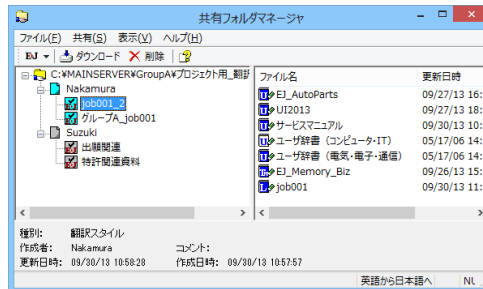 共有フォルダマネージャ
ファイル(F) 共有(S) 表示(V) ヘルプ(H)
EJ ダウンロード 削除
C:¥MAINSERVER¥GroupA¥プロジェクト用_翻訳
Nakamura
job001_2
グループA_job001
Suzuki
出願関連
特許関連資料
ファイル名 更新日時
EJ_AutoParts 09/27/13 16:
UI2013 09/27/13 18:
サービスマニュアル 09/30/13 10:
ユーザ辞書（コンピュータ・IT） 05/17/06 14:
ユーザ辞書（電気・電子・通信） 05/17/06 14:
EJ_Memory_Biz 09/26/13 15:
job001 09/30/13 11:
種別: 翻訳スタイル
作成者: Nakamura コメント:
更新日時: 09/30/13 10:58:28 作成日時: 09/30/13 10:57:57
英語から日本語へ NL